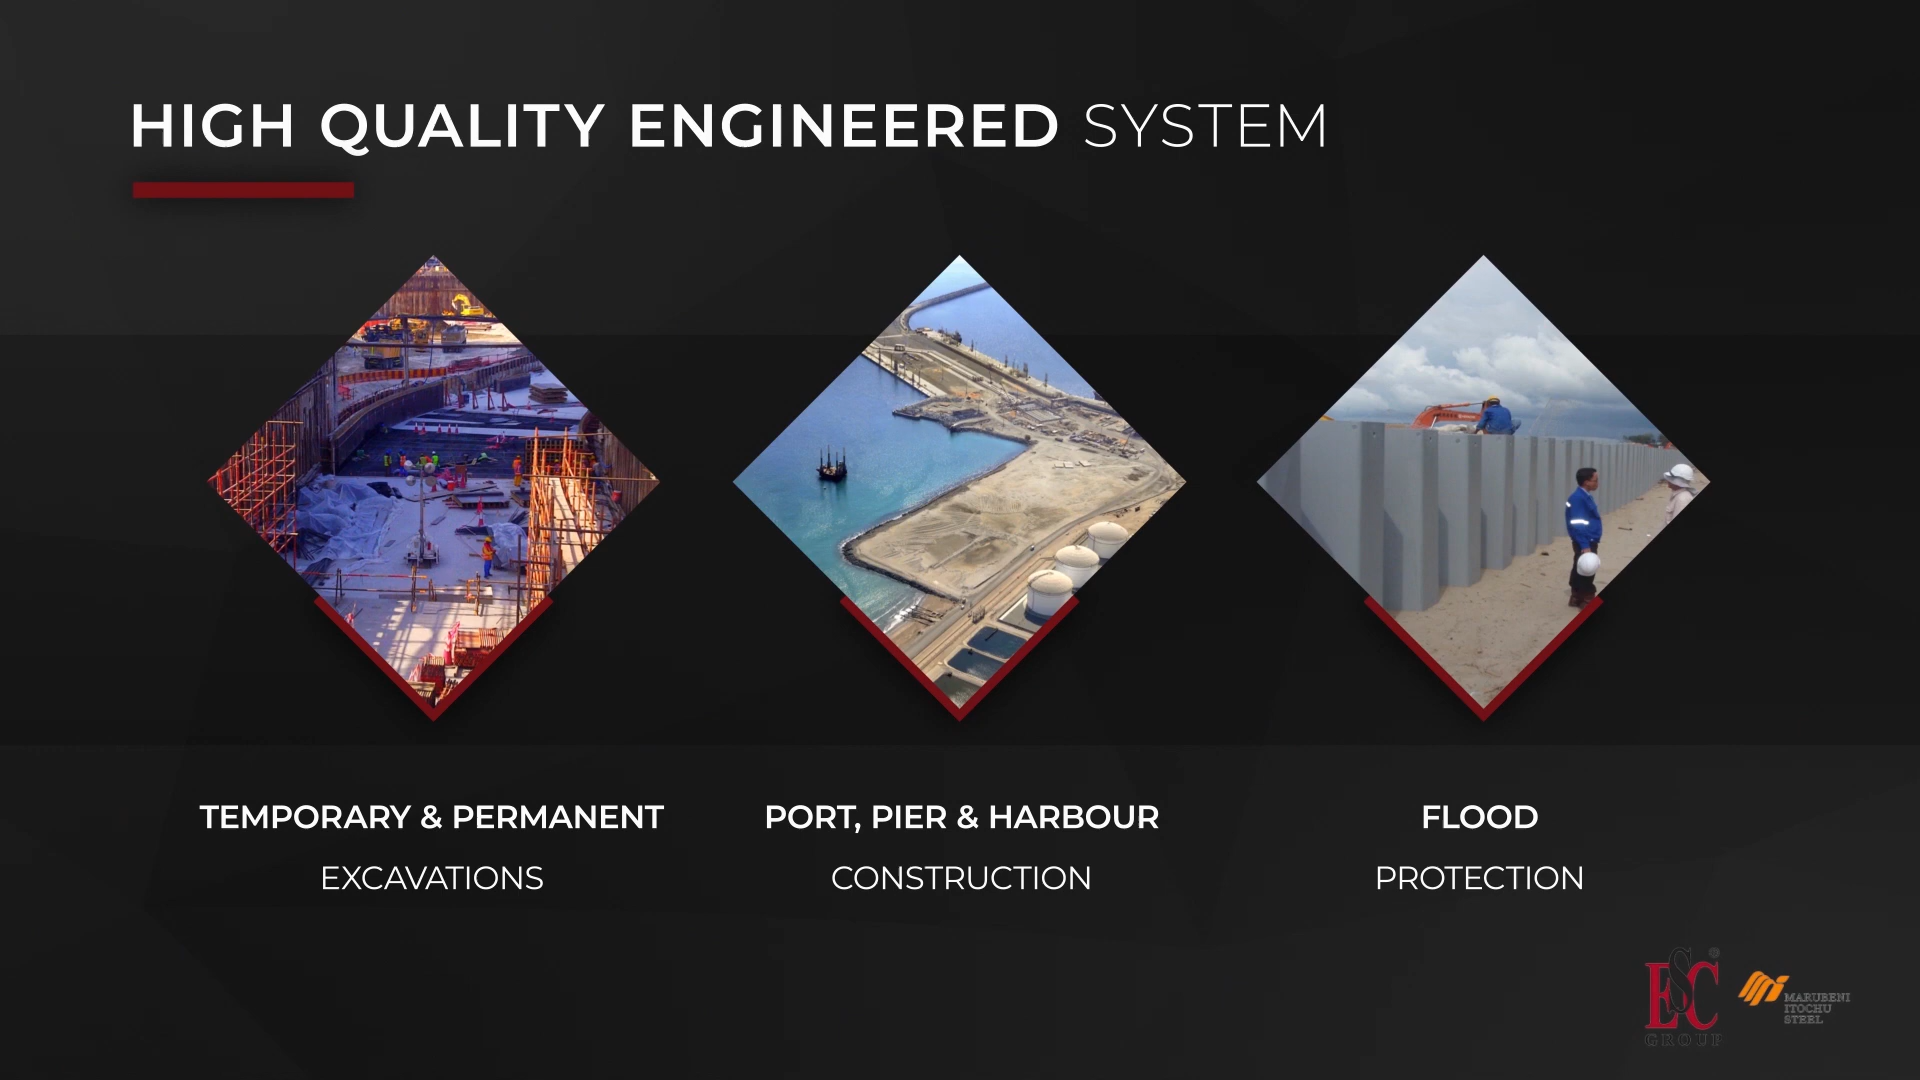 HIGH QUALITY ENGINEERED SYSTEM
TEMPORARY & PERMANENT
EXCAVATIONS
PORT, PIER & HARBOUR
CONSTRUCTION
FLOOD
PROTECTION
ESC®
GROUP
MARUBENI
ITOCHU
STEEL